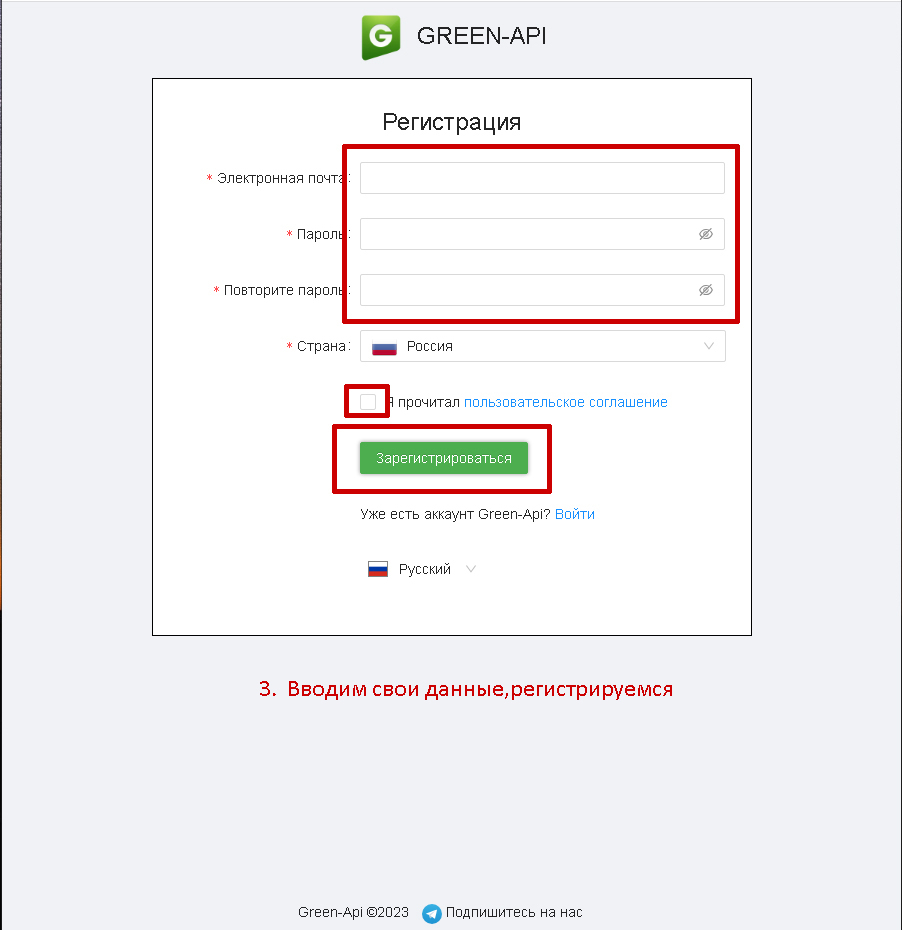 GREEN-API
Регистрация
* Электронная почта:
* Пароль:
* Повторите пароль:
* Страна: Россия
Я прочитал пользовательское соглашение
Зарегистрироваться
Уже есть аккаунт Green-Api? Войти
Русский
3. Вводим свои данные,регистрируемся
Green-Api ©2023 Подпишитесь на нас